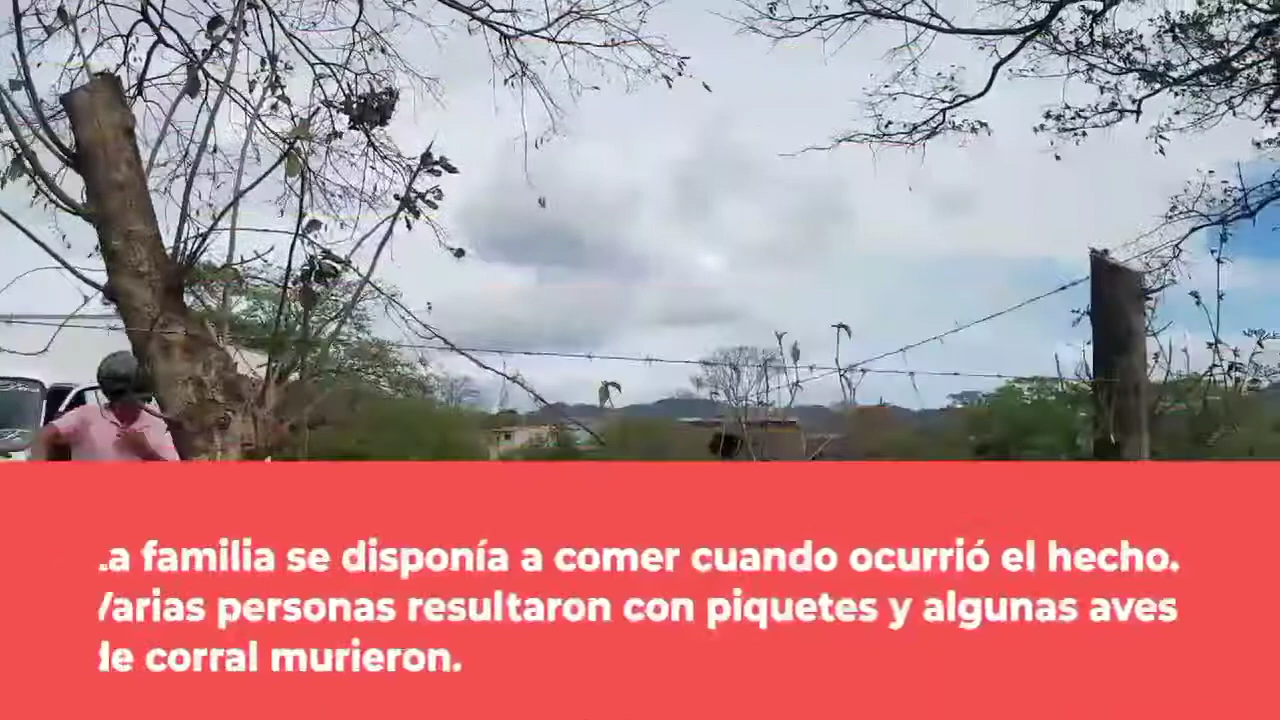 .a familia se disponía a comer cuando ocurrió el hecho.
/arias personas resultaron con piquetes y algunas aves
le corral murieron.